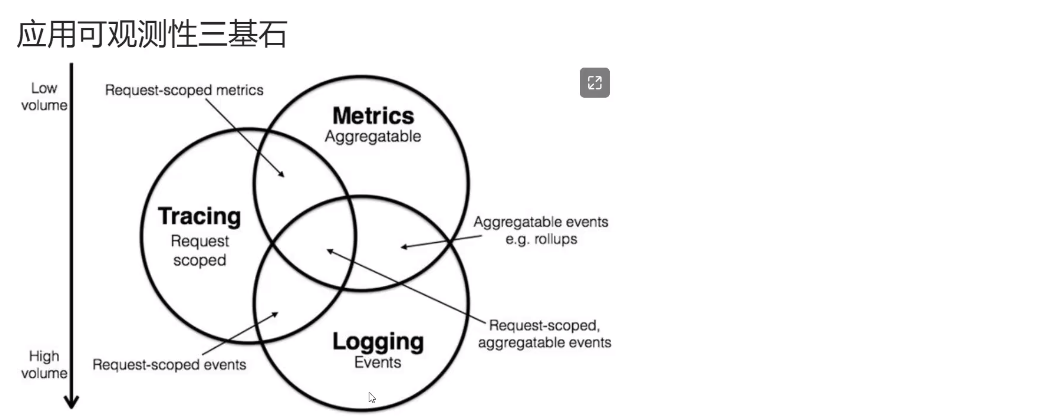 应用可观测性三基石
Low
volume
Request-scoped metrics
Metrics
Aggregatable
Tracing
Request
scoped
Aggregatable events
e.g. rollups
Request-scoped,
aggregatable events
Logging
Events
Request-scoped events
High
volume